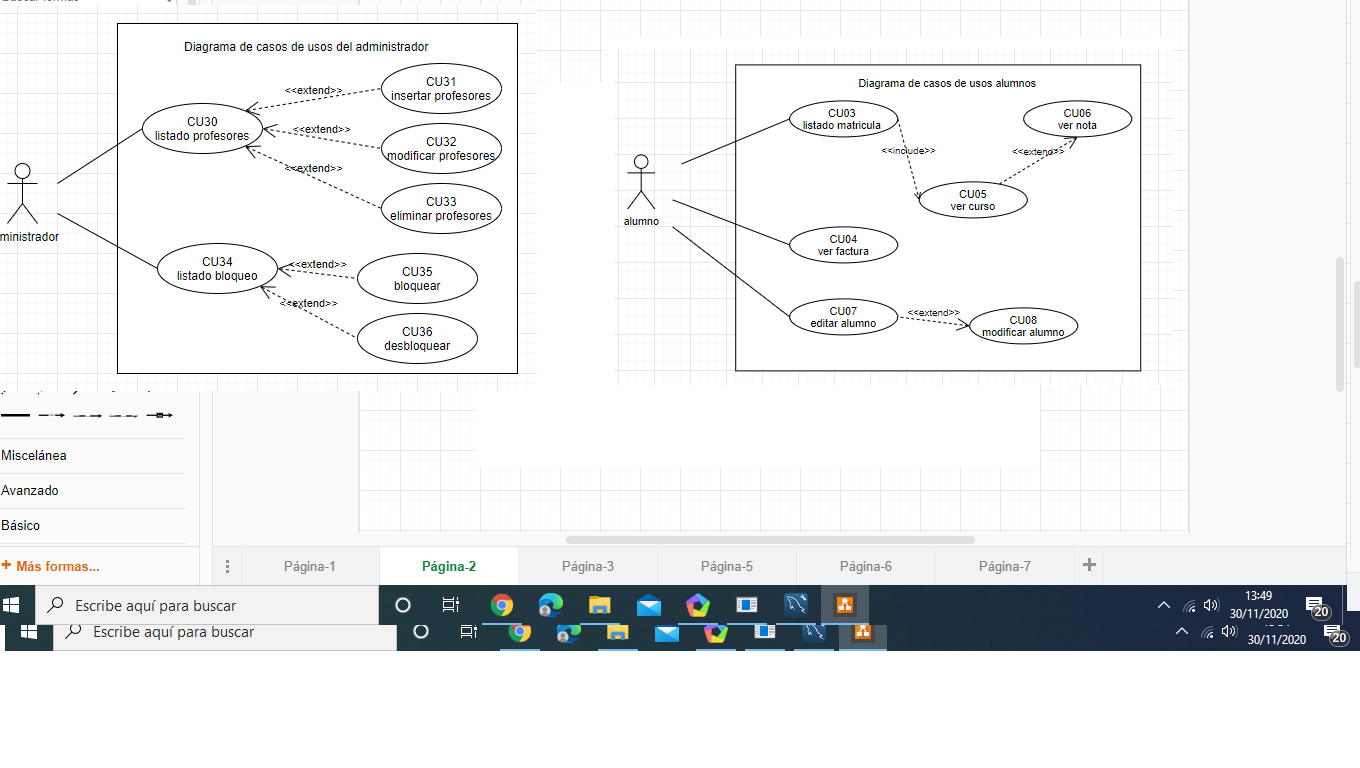 Diagrama de casos de usos del administrador
CU31
insertar profesores
<<extend>>
CU30
listado profesores
<<extend>>
CU32
modificar profesores
<<extend>>
CU33
eliminar profesores
ministrador
CU34
listado bloqueo
<<extend>>
CU35
bloquear
<<extend>>
CU36
desbloquear
Diagrama de casos de usos alumnos
CU03
listado matricula
CU06
ver nota
<<include>>
<<extend>>
CU05
ver curso
alumno
CU04
ver factura
CU07
editar alumno
<<extend>>
CU08
modificar alumno
Miscelánea
Avanzado
Básico
+ Más formas...
Página-1
Página-2
Página-3
Página-5
Página-6
Página-7
Escribe aquí para buscar
13:49
30/11/2020
20
Escribe aquí para buscar
30/11/2020
20